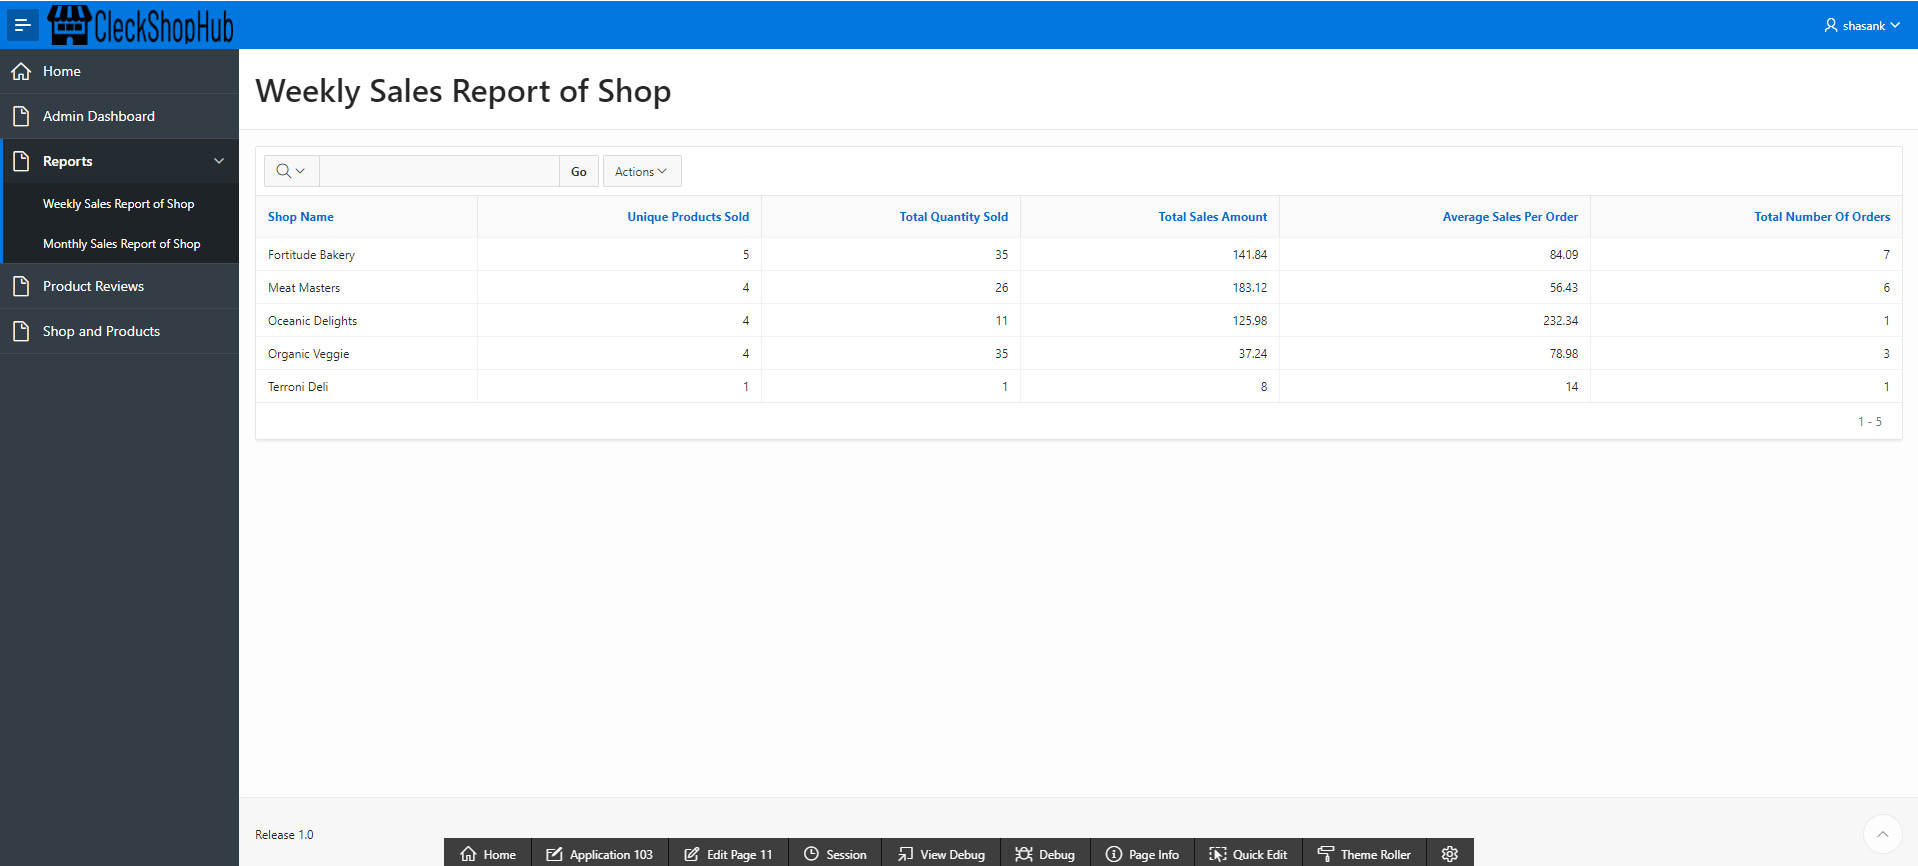 CleckShopHub
shasank
Home
Admin Dashboard
Reports
Weekly Sales Report of Shop
Monthly Sales Report of Shop
Product Reviews
Shop and Products
Weekly Sales Report of Shop
Go Actions
Shop Name Unique Products Sold Total Quantity Sold Total Sales Amount Average Sales Per Order Total Number Of Orders
Fortitude Bakery 5 35 141.84 84.09 7
Meat Masters 4 26 183.12 56.43 6
Oceanic Delights 4 11 125.98 232.34 1
Organic Veggie 4 35 37.24 78.98 3
Terroni Deli 1 1 8 14 1
1 - 5
Release 1.0
Home Application 103 Edit Page 11 Session View Debug Debug Page Info Quick Edit Theme Roller